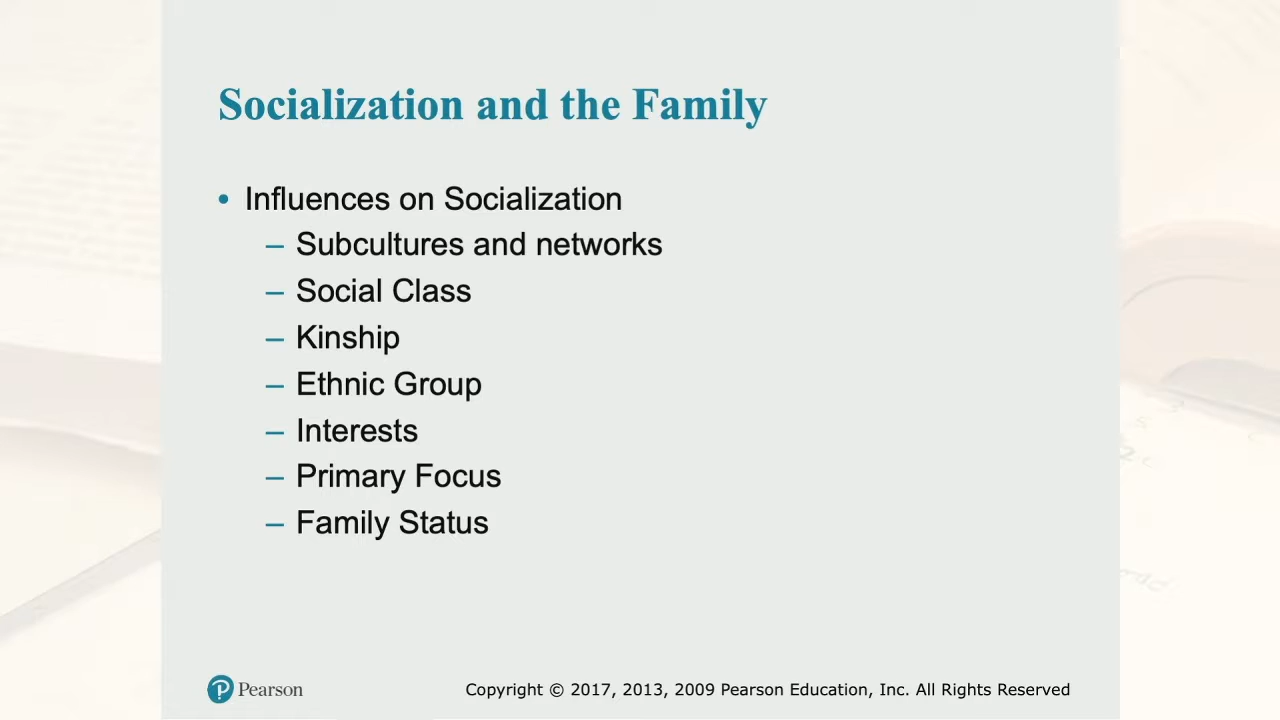 Socialization and the Family
• Influences on Socialization
– Subcultures and networks
– Social Class
– Kinship
– Ethnic Group
– Interests
– Primary Focus
– Family Status
Pearson
Copyright © 2017, 2013, 2009 Pearson Education, Inc. All Rights Reserved